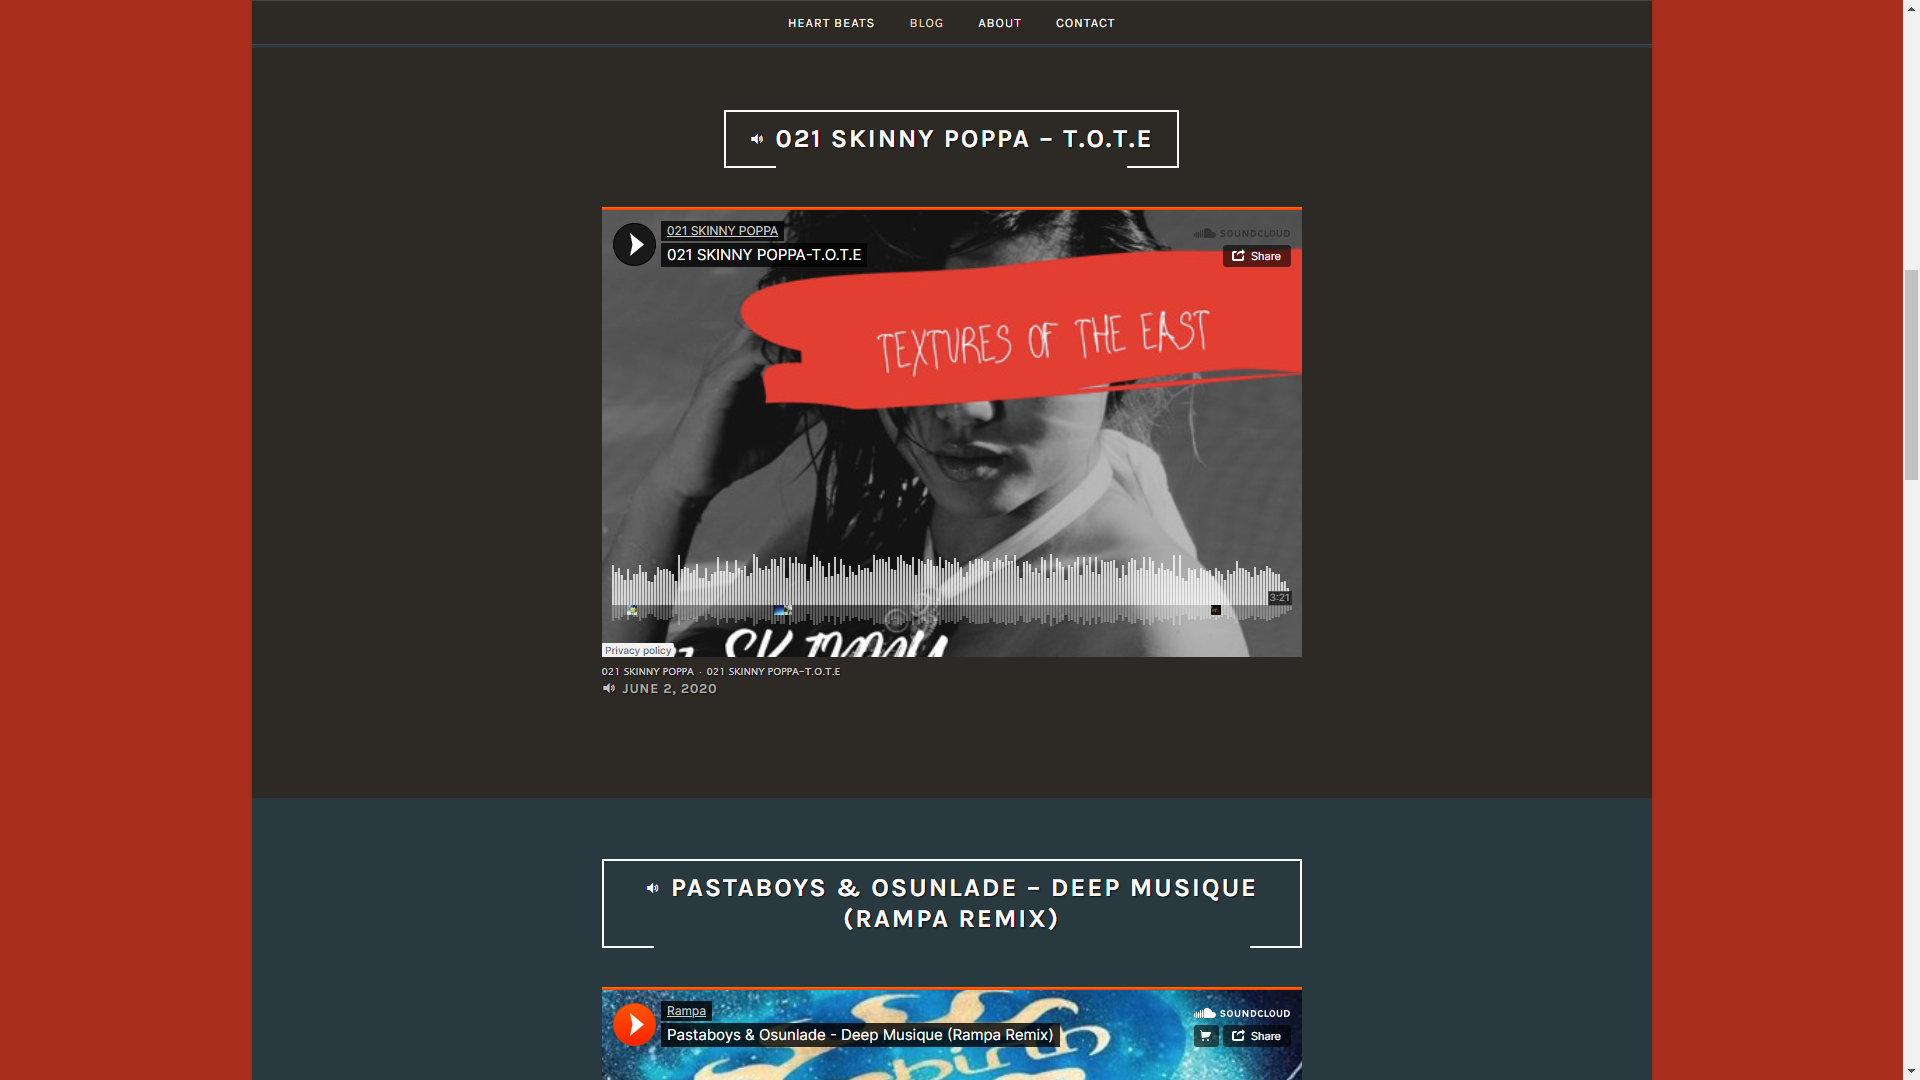 HEART BEATS BLOG ABOUT CONTACT
021 SKINNY POPPA – T.O.T.E
021 SKINNY POPPA
SOUNDCLOUD
021 SKINNY POPPA-T.O.T.E
Share
TEXTURES OF THE EAST
3:21
Privacy policy
021 SKINNY POPPA · 021 SKINNY POPPA-T.O.T.E
JUNE 2, 2020
PASTABOYS & OSUNLADE – DEEP MUSIQUE
(RAMPA REMIX)
Rampa
SOUNDCLOUD
Pastaboys & Osunlade - Deep Musique (Rampa Remix)
Share